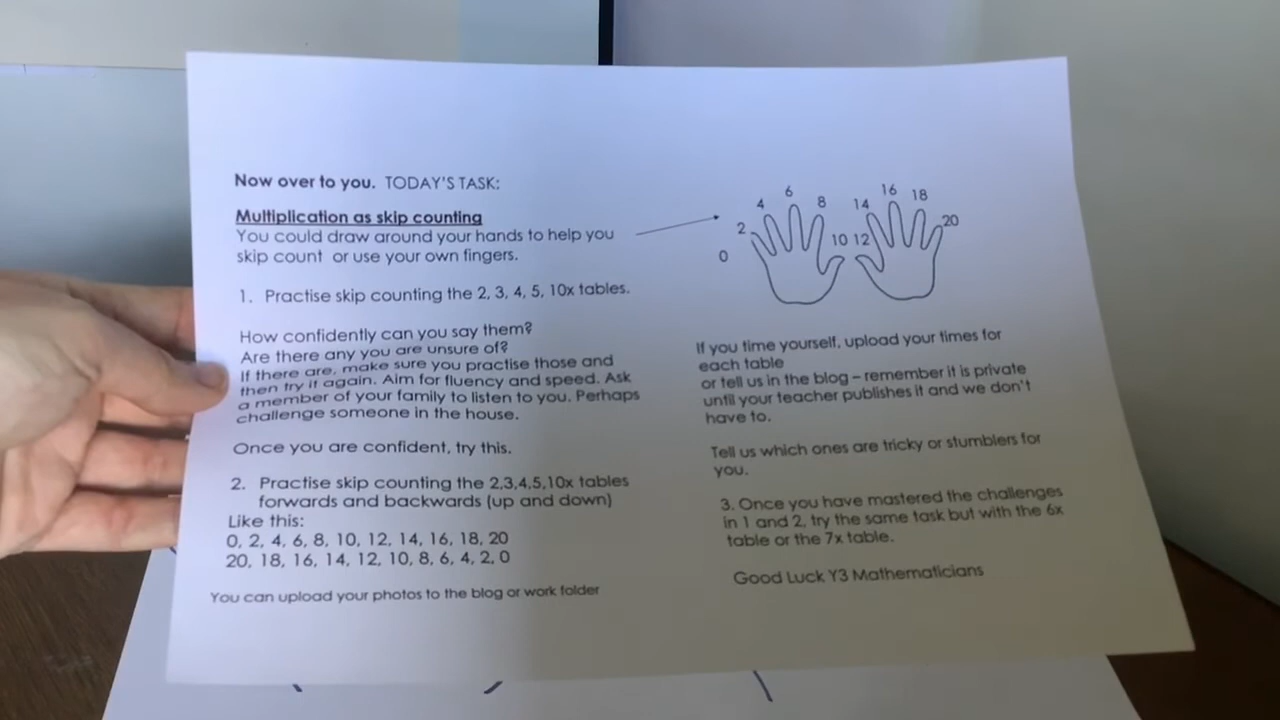 Now over to you. TODAY'S TASK:
Multiplication as skip counting
You could draw around your hands to help you
skip count or use your own fingers.
1. Practise skip counting the 2, 3, 4, 5, 10x tables.
How confidently can you say them?
Are there any you are unsure of?
If there are, make sure you practise those and
then try it again. Aim for fluency and speed. Ask
a member of your family to listen to you. Perhaps
challenge someone in the house.
Once you are confident, try this.
2. Practise skip counting the 2,3,4,5,10x tables
forwards and backwards (up and down)
Like this:
0, 2, 4, 6, 8, 10, 12, 14, 16, 18, 20
20, 18, 16, 14, 12, 10, 8, 6, 4, 2, 0
You can upload your photos to the blog or work folder
0 2 4 6 8 10 12 14 16 18 20
If you time yourself, upload your times for
each table
or tell us in the blog – remember it is private
until your teacher publishes it and we don't
have to.
Tell us which ones are tricky or stumblers for
you.
3. Once you have mastered the challenges
in 1 and 2, try the same task but with the 6x
table or the 7x table.
Good Luck Y3 Mathematicians